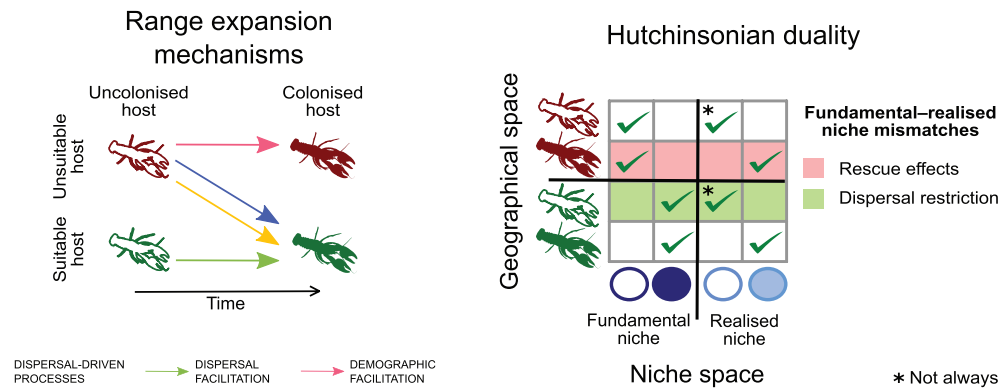 Range expansion
mechanisms
Uncolonised
host
Colonised
host
Unsuitable
host
Suitable
host
Time
DISPERSAL-DRIVEN
PROCESSES
DISPERSAL
FACILITATION
DEMOGRAPHIC
FACILITATION
Hutchinsonian duality
Geographical space
*
*
Fundamental
niche
Realised
niche
Niche space
Fundamental–realised
niche mismatches
Rescue effects
Dispersal restriction
* Not always